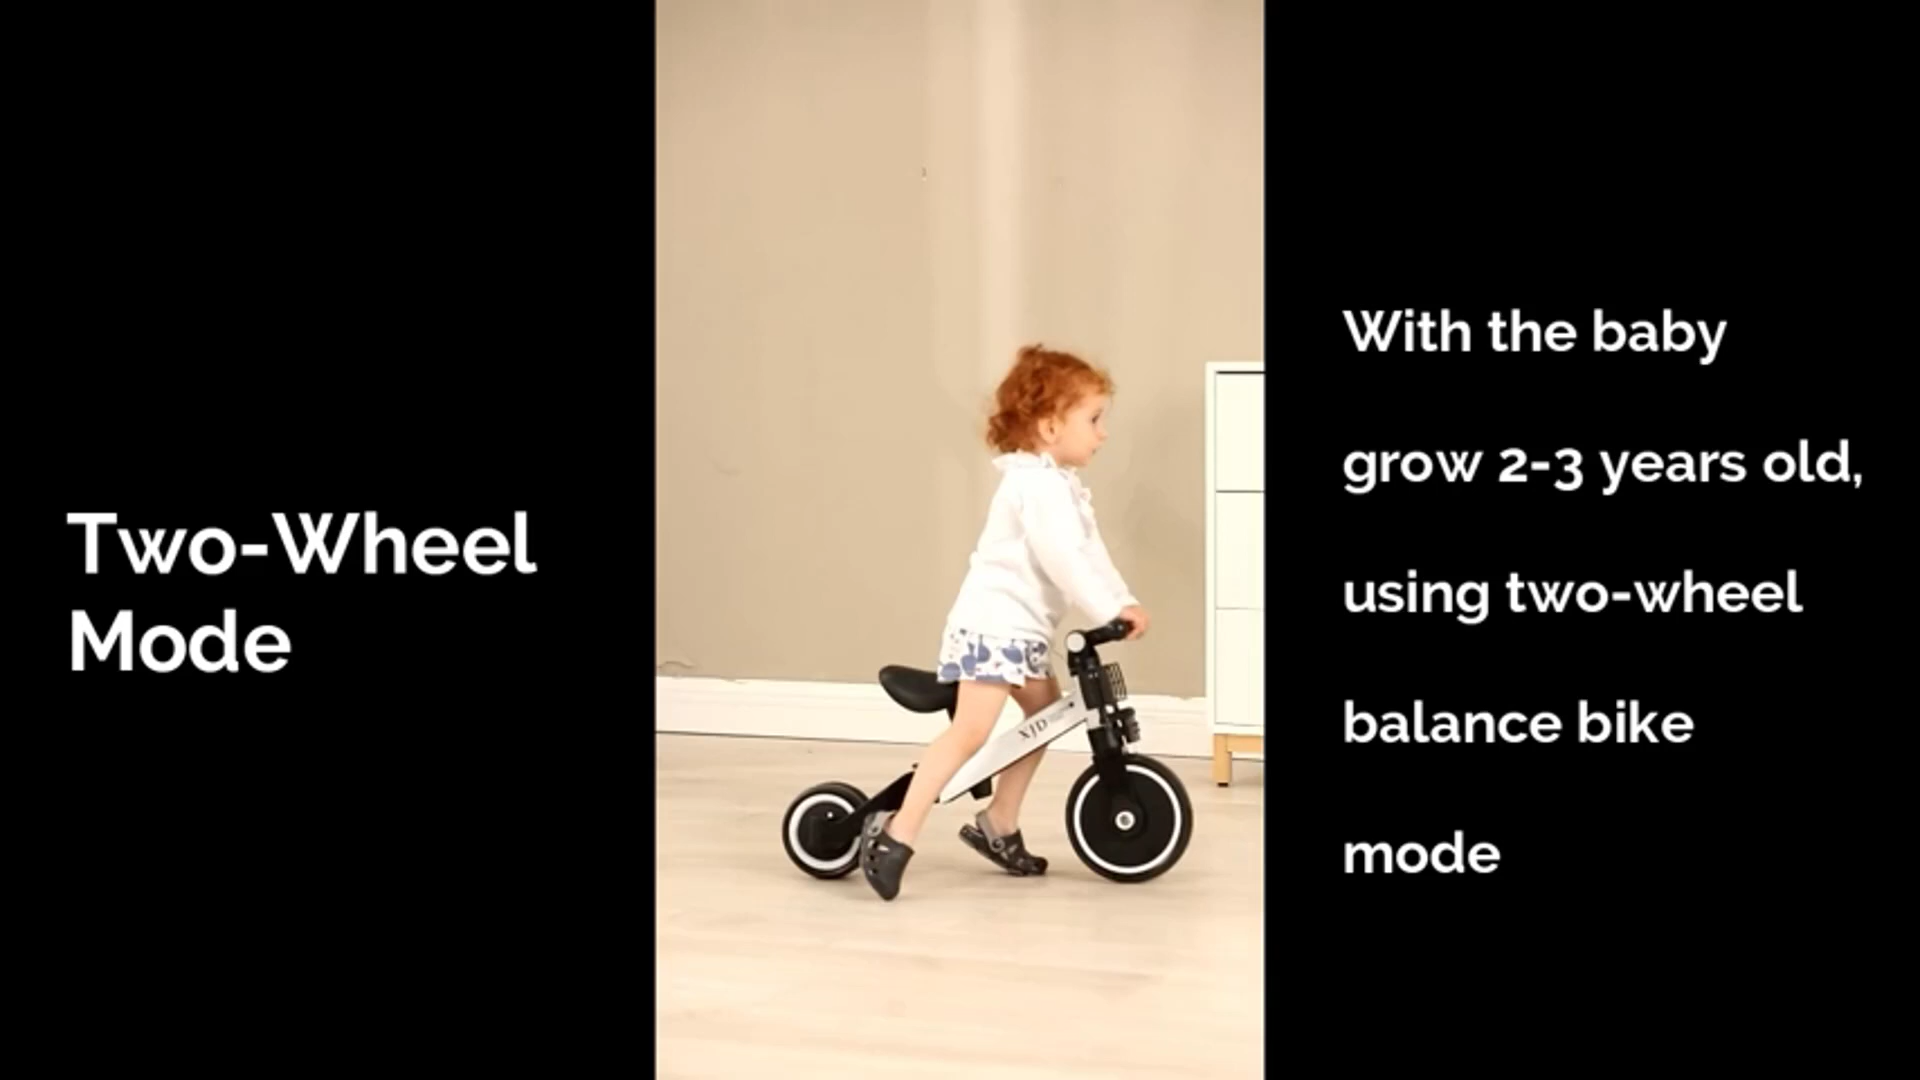 Two-Wheel
Mode
XJD
With the baby
grow 2-3 years old,
using two-wheel
balance bike
mode